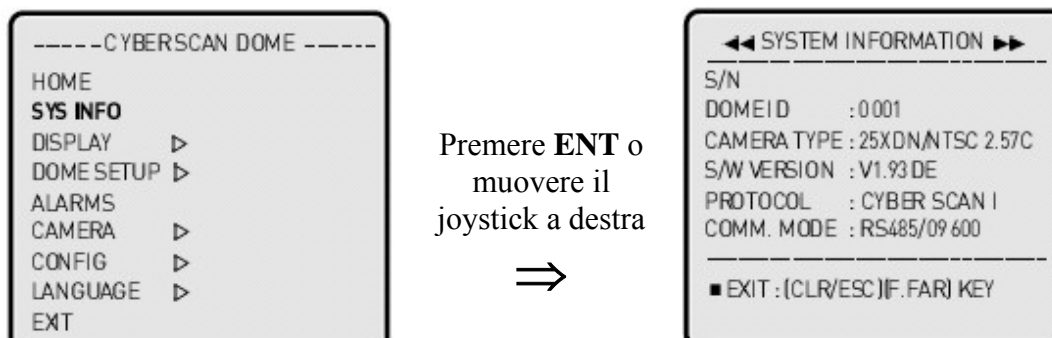 -----CYBERSCAN DOME ------
HOME
SYS INFO
DISPLAY ▷
DOME SETUP ▷
ALARMS
CAMERA ▷
CONFIG ▷
LANGUAGE ▷
EXIT
Premere ENT o
muovere il
joystick a destra
⇒
◀◀ SYSTEM INFORMATION ▶▶
S/N
DOME ID : 0001
CAMERA TYPE : 25XDN/NTSC 2.57C
S/W VERSION : V1.93 DE
PROTOCOL : CYBER SCAN I
COMM. MODE : RS485/09600
■ EXIT : (CLR/ESC)(F.FAR) KEY